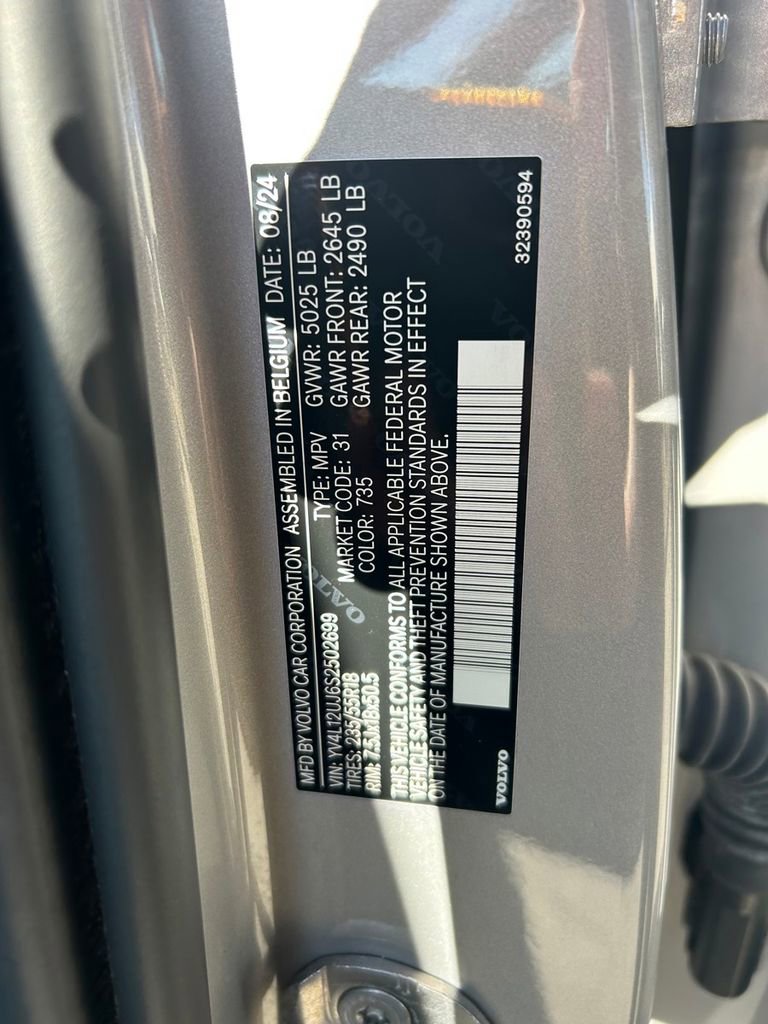 MFD BY VOLVO CAR CORPORATION ASSEMBLED IN BELGIUM DATE: 08/24
VIN: YV4L12UJ6S2502699 TYPE: MPV GVWR: 5025 LB
TIRES: 235/55R18 MARKET CODE: 31 GAWR FRONT: 2645 LB
RIM: 7.5Jx18x50.5 COLOR: 735 GAWR REAR: 2490 LB
THIS VEHICLE CONFORMS TO ALL APPLICABLE FEDERAL MOTOR
VEHICLE SAFETY AND THEFT PREVENTION STANDARDS IN EFFECT
ON THE DATE OF MANUFACTURE SHOWN ABOVE.
VOLVO 32390594